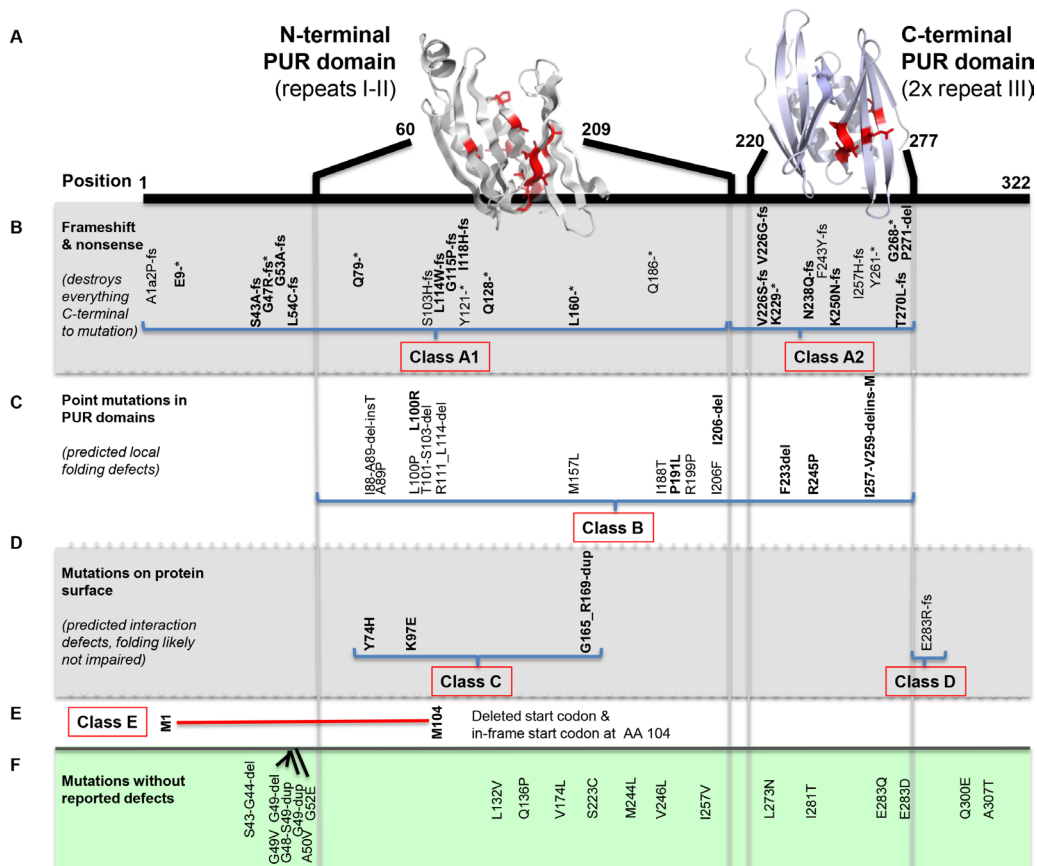 A
N-terminal
PUR domain
(repeats I-II)
C-terminal
PUR domain
(2x repeat III)
60
209
220
277
Position 1
322
B
Frameshift
& nonsense
(destroys
everything
C-terminal
to mutation)
A1a2P-fs
E9-*
S43A-fs
G47R-fs*
G53A-fs
L54C-fs
Q79-*
S103H-fs
L114W-fs
G115P-fs
Y121-*
I118H-fs
Q128-*
L160-*
Q186-*
V226S-fs
V226G-fs
K229-*
N238Q-fs
F243Y-fs
K250N-fs
I257H-fs
Y261-*
G268-*
T270L-fs
P271-del
Class A1
Class A2
C
Point mutations in
PUR domains
(predicted local
folding defects)
I88-A89-del-insT
A89P
L100P
L100R
T101-S103-del
R111_L114-del
M157L
I188T
P191L
R199P
I206F
I206-del
F233del
R245P
I257-V259-delins-M
Class B
D
Mutations on protein
surface
(predicted interaction
defects, folding likely
not impaired)
Y74H
K97E
G165_R169-dup
E283R-fs
Class C
Class D
E
Class E
M1
M104
Deleted start codon &
in-frame start codon at AA 104
F
Mutations without
reported defects
S43-G44-del
G49V
G49-del
G48-S49-dup
G49-dup
A50V
G52E
L132V
Q136P
V174L
S223C
M244L
V246L
I257V
L273N
I281T
E283Q
E283D
Q300E
A307T